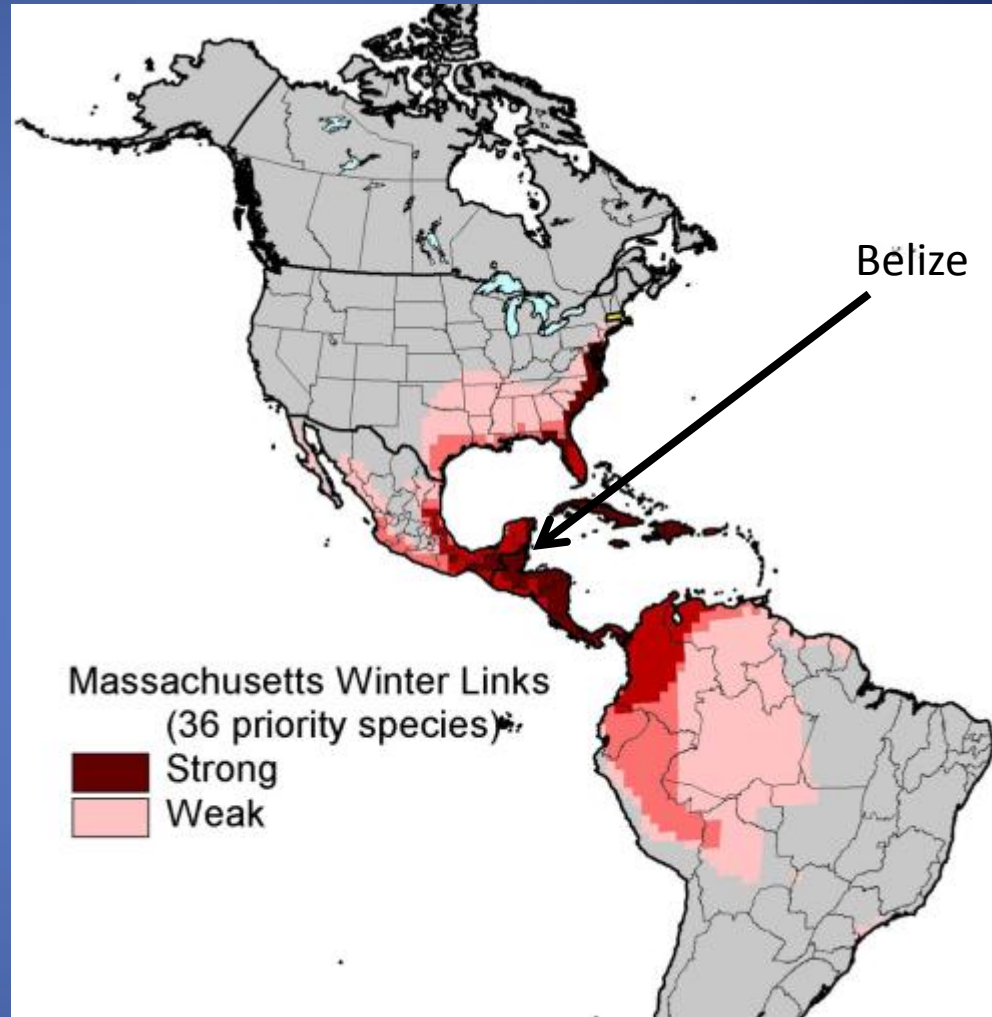 Belize
Massachusetts Winter Links
(36 priority species)
Strong
Weak